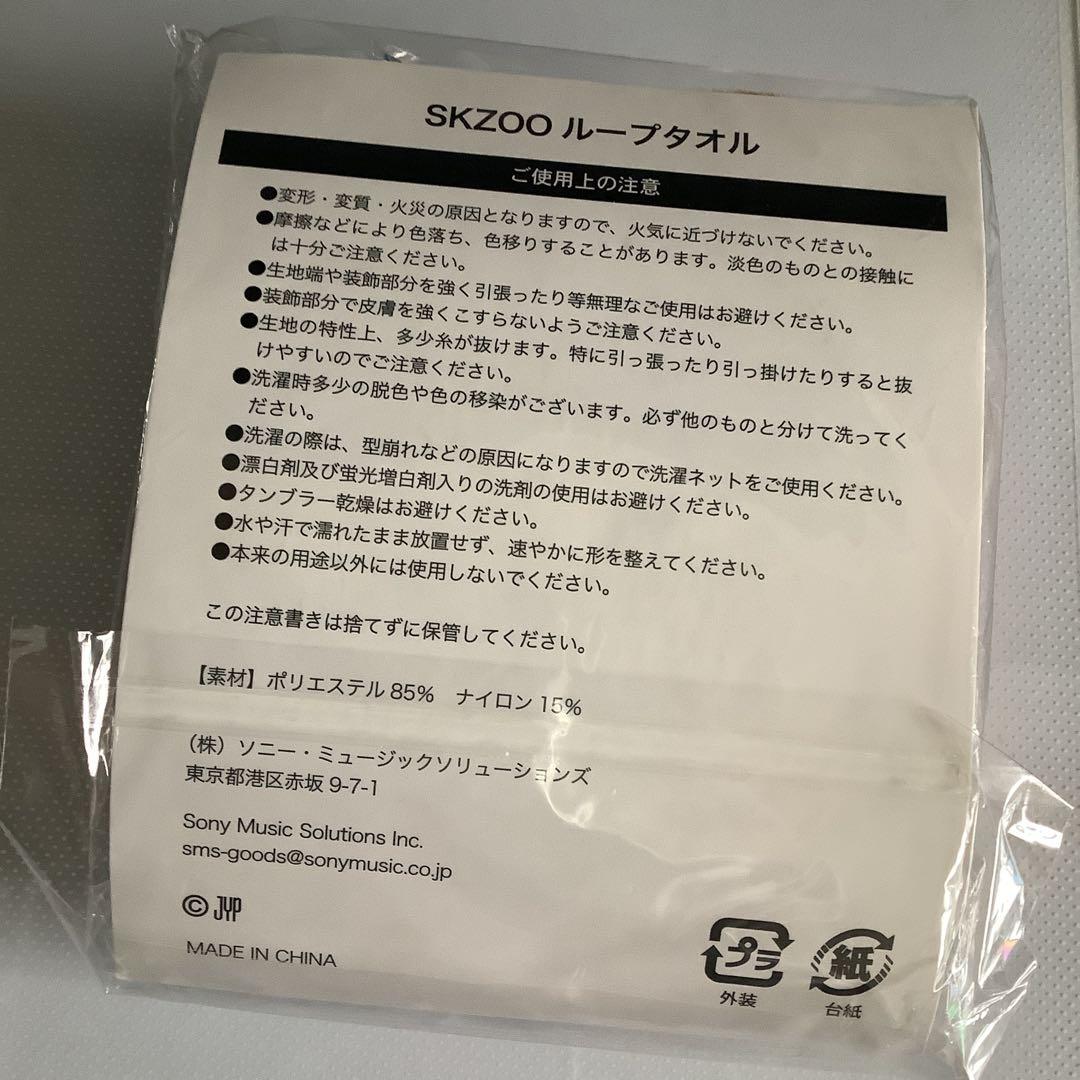 SKZOO ループタオル
ご使用上の注意
●変形・変質・火災の原因となりますので、火気に近づけないでください。
●摩擦などにより色落ち、色移りすることがあります。淡色のものとの接触に
は十分ご注意ください。
●生地端や装飾部分を強く引張ったり等無理なご使用はお避けください。
●装飾部分で皮膚を強くこすらないようご注意ください。
●生地の特性上、多少糸が抜けます。特に引っ張ったり引っ掛けたりすると抜
けやすいのでご注意ください。
●洗濯時多少の脱色や色の移染がございます。必ず他のものと分けて洗ってく
ださい。
●洗濯の際は、型崩れなどの原因になりますので洗濯ネットをご使用ください。
●漂白剤及び蛍光増白剤入りの洗剤の使用はお避けください。
●タンブラー乾燥はお避けください。
●水や汗で濡れたまま放置せず、速やかに形を整えてください。
●本来の用途以外には使用しないでください。
この注意書きは捨てずに保管してください。
【素材】ポリエステル 85% ナイロン 15%
（株）ソニー・ミュージックソリューションズ
東京都港区赤坂 9-7-1
Sony Music Solutions Inc.
sms-goods@sonymusic.co.jp
© JYP
MADE IN CHINA
プラ
外装
紙
台紙